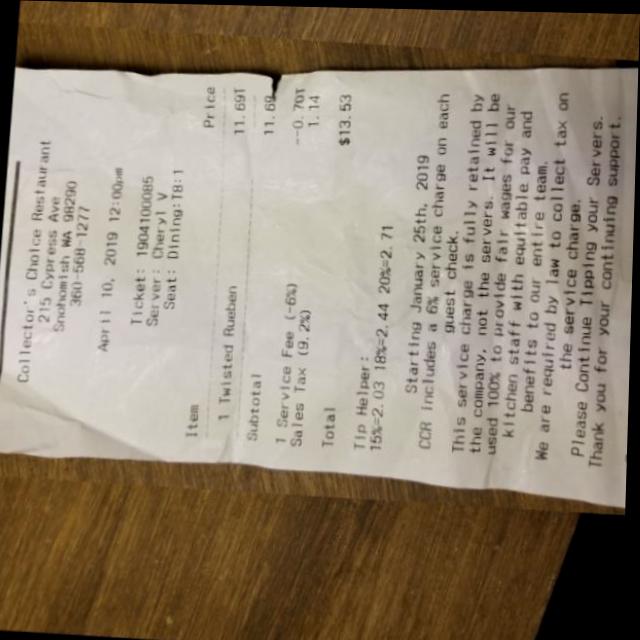 Collector's Choice Restaurant
215 Cypress Ave
Snohomish WA 98290
360-568-1277
April 10, 2019 12:00pm
Ticket: 1904100085
Server: Cheryl V
Seat: Dining:T8:1
Item Price
1 Twisted Rueben 11.69T
Subtotal 11.69
1 Service Fee (-6%) --0.70T
Sales Tax (9.2%) 1.14
Total $13.53
Tip Helper:
15%=2.03 18%=2.44 20%=2.71
Starting January 25th, 2019
CCR includes a 6% service charge on each
guest check.
This service charge is fully retained by
the company, not the servers. It will be
used 100% to provide fair wages for our
kitchen staff with equitable pay and
benefits to our entire team.
We are required by law to collect tax on
the service charge.
Please Continue Tipping your Servers.
Thank you for your continuing support.